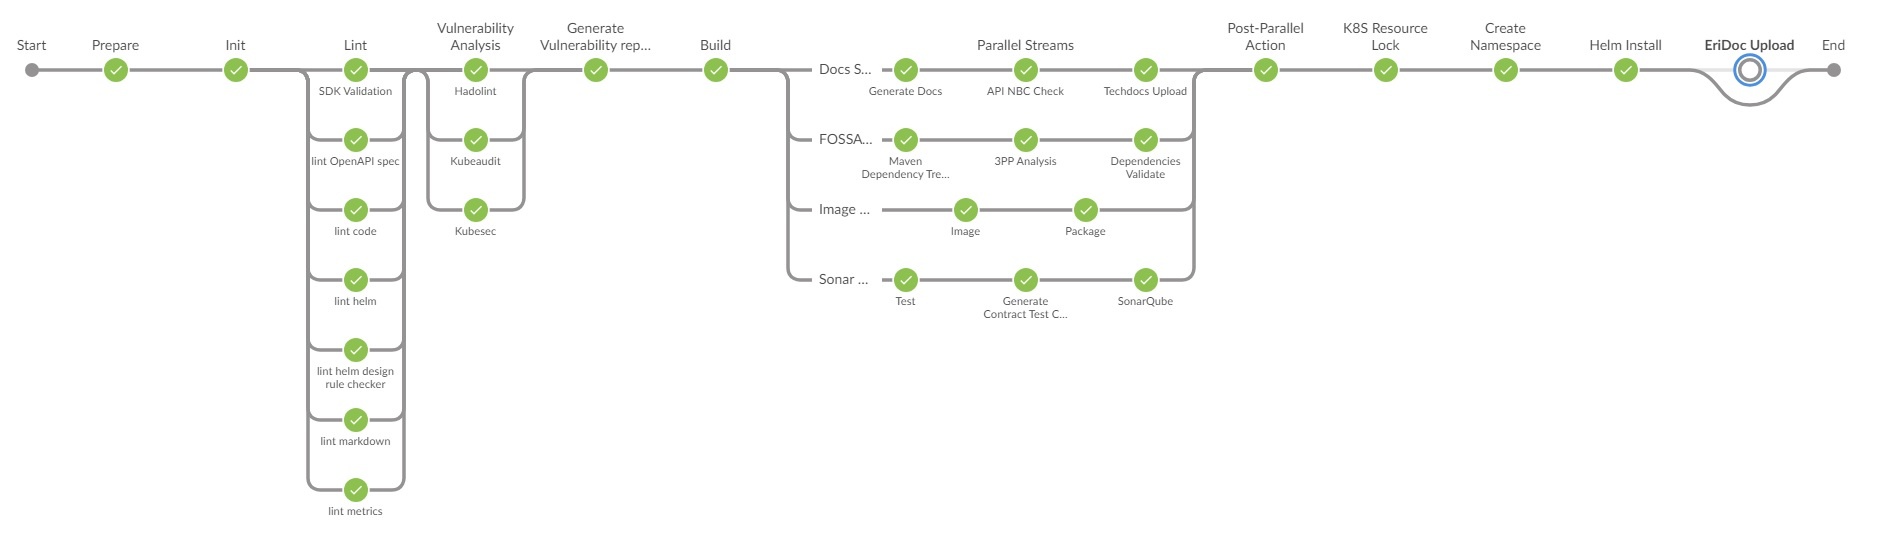 Start
Prepare
Init
Lint
Vulnerability
Analysis
Generate
Vulnerability rep...
Build
Parallel Streams
Post-Parallel
Action
K8S Resource
Lock
Create
Namespace
Helm Install
EriDoc Upload
End
SDK Validation
lint OpenAPI spec
lint code
lint helm
lint helm design
rule checker
lint markdown
lint metrics
Hadolint
Kubeaudit
Kubesec
Docs S...
Generate Docs
API NBC Check
Techdocs Upload
FOSSA...
Maven
Dependency Tre...
3PP Analysis
Dependencies
Validate
Image ...
Image
Package
Sonar ...
Test
Generate
Contract Test C...
SonarQube